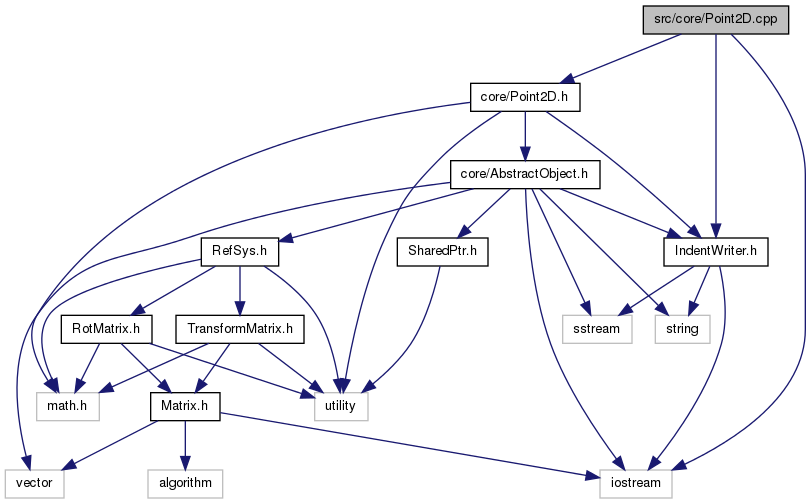 src/core/Point2D.cpp
core/Point2D.h
core/AbstractObject.h
RefSys.h
SharedPtr.h
IndentWriter.h
RotMatrix.h
TransformMatrix.h
sstream
string
math.h
Matrix.h
utility
vector
algorithm
iostream